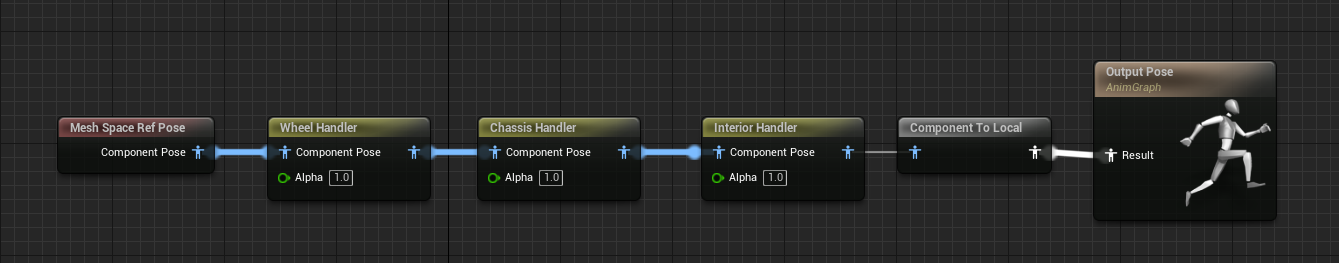 Mesh Space Ref Pose
Component Pose
Wheel Handler
Component Pose
Alpha 1.0
Chassis Handler
Component Pose
Alpha 1.0
Interior Handler
Component Pose
Alpha 1.0
Component To Local
Output Pose
AnimGraph
Result